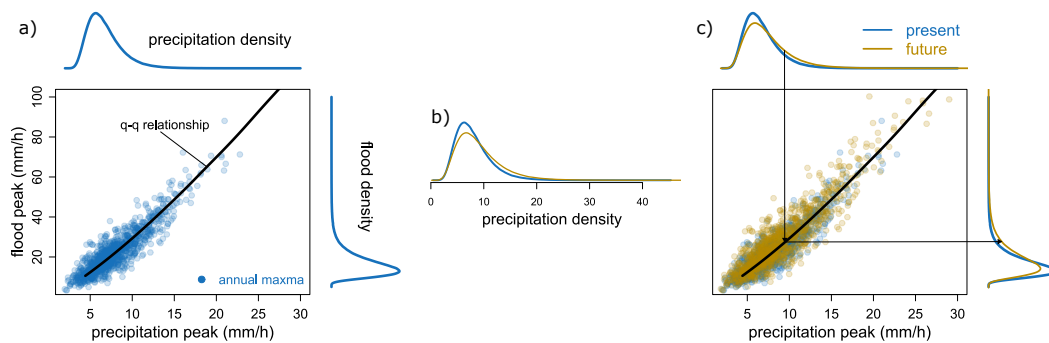 a)
precipitation density
100
80
60
40
20
flood peak (mm/h)
q-q relationship
annual maxma
5 10 15 20 25 30
precipitation peak (mm/h)
flood density
b)
0 10 20 30 40
precipitation density
c)
present
future
5 10 15 20 25 30
precipitation peak (mm/h)